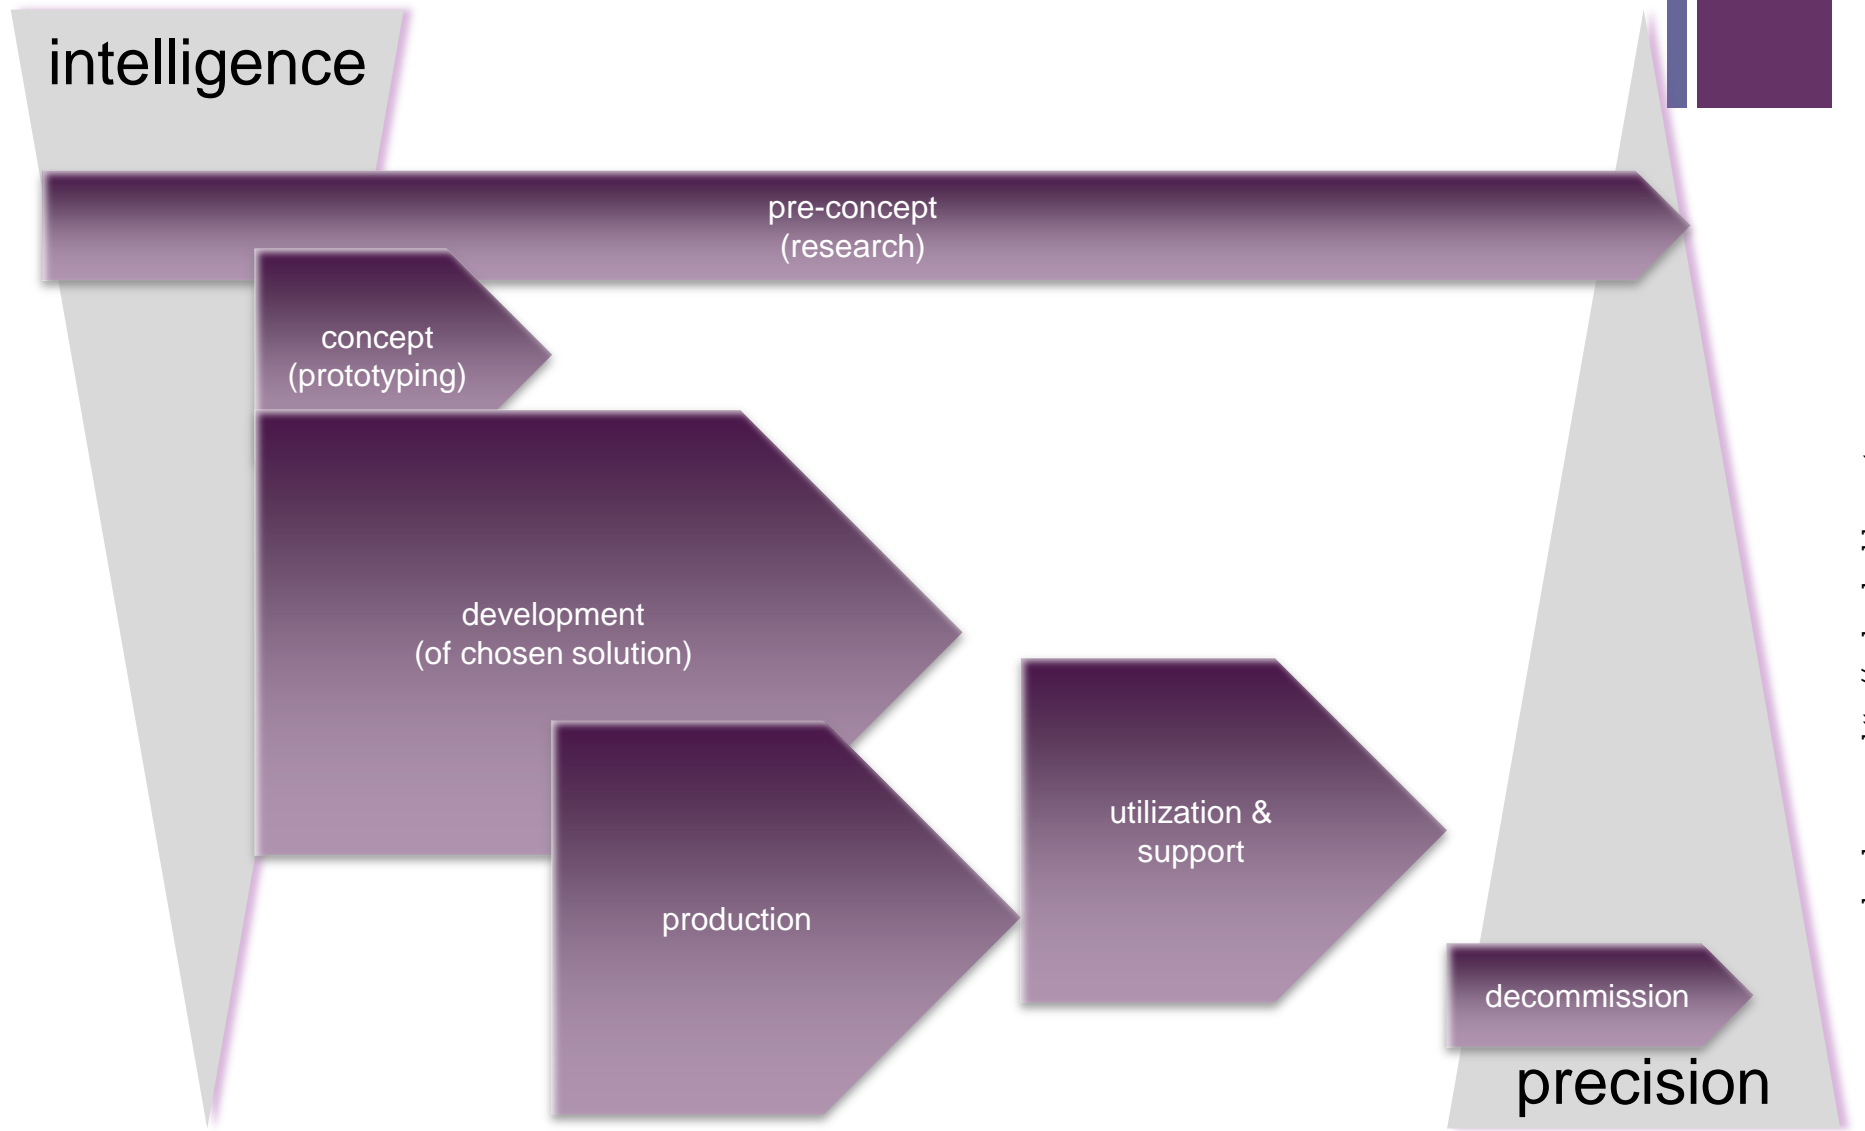 intelligence
pre-concept
(research)
concept
(prototyping)
development
(of chosen solution)
utilization &
support
production
decommission
precision